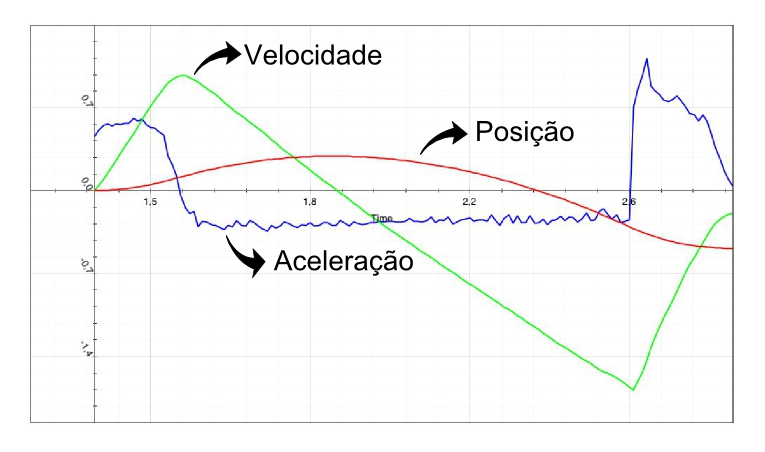 Velocidade
0,7
Posição
0,0
1,5
1,8
2,2
2,6
Time
Aceleração
-0,7
-1,4